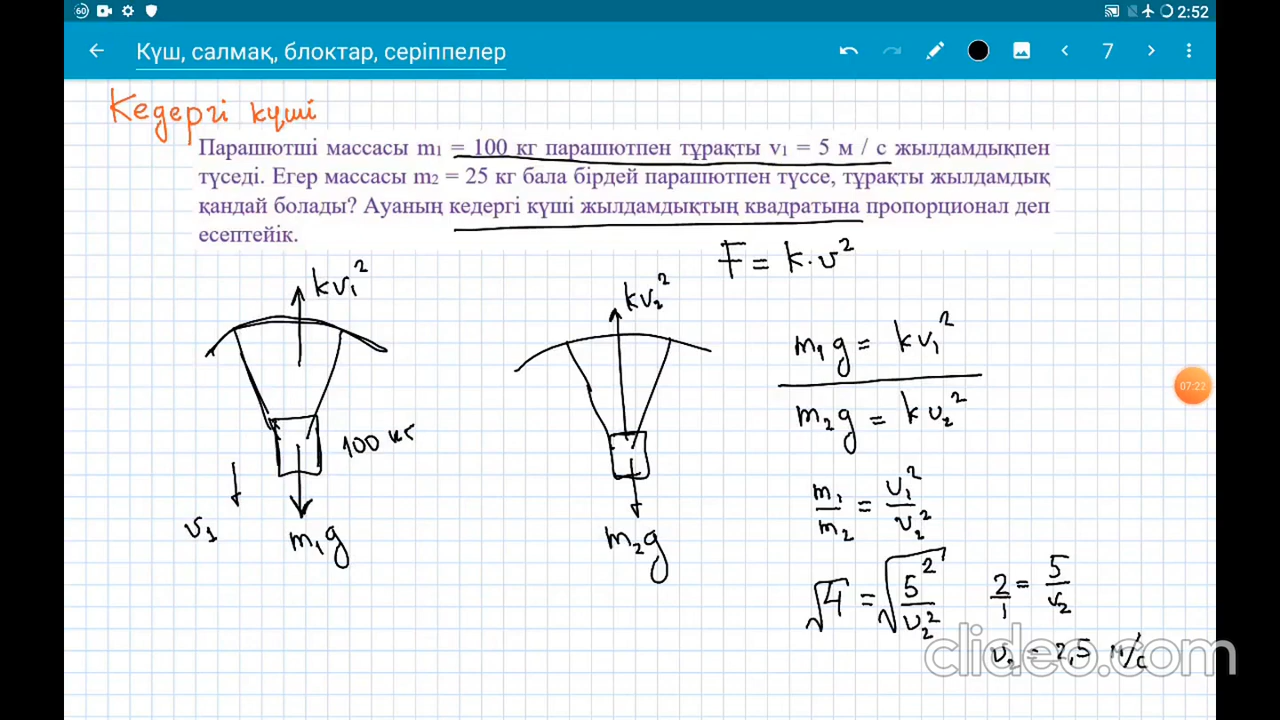 60
2:52
Күш, салмақ, блоктар, серіппелер
7
Кедергі күші
Парашютші массасы m₁ = 100 кг парашютпен тұрақты v₁ = 5 м / с жылдамдықпен
түседі. Егер массасы m₂ = 25 кг бала бірдей парашютпен түссе, тұрақты жылдамдық
қандай болады? Ауаның кедергі күші жылдамдықтың квадратына пропорционал деп
есептейік.
F = k·v²
kv₁²
kv₂²
m₁g = kv₁²
07:22
m₂g = kv₂²
100 кг
m₁/m₂ = v₁²/v₂²
v₁
m₁g
m₂g
√4 = √(5²/v₂²)
2/1 = 5/v₂
v₂ = 2,5 м/с
clideo.com